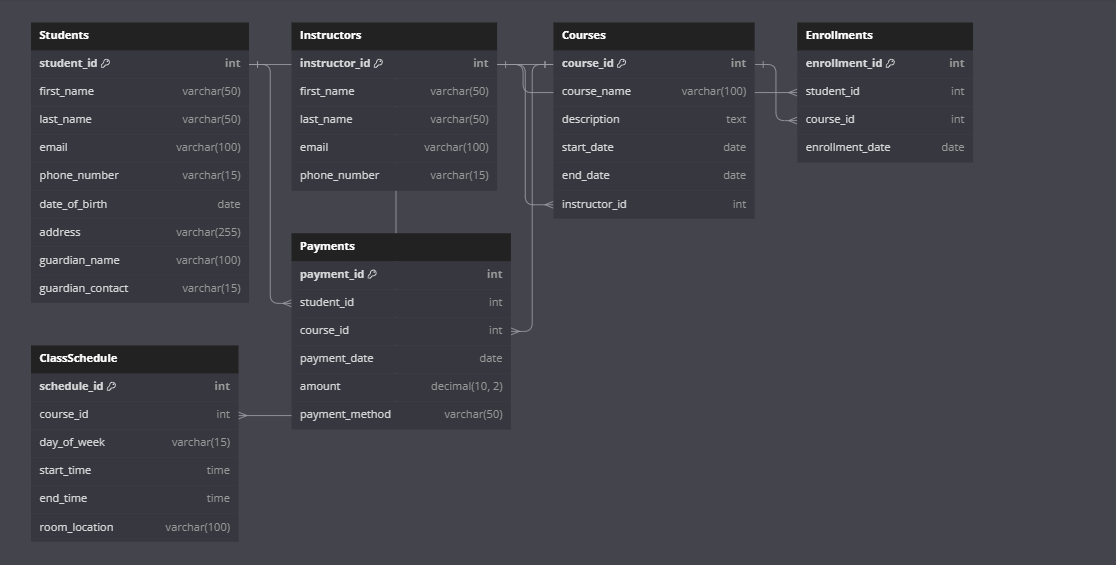 Students
student_id int
first_name varchar(50)
last_name varchar(50)
email varchar(100)
phone_number varchar(15)
date_of_birth date
address varchar(255)
guardian_name varchar(100)
guardian_contact varchar(15)
Instructors
instructor_id int
first_name varchar(50)
last_name varchar(50)
email varchar(100)
phone_number varchar(15)
Courses
course_id int
course_name varchar(100)
description text
start_date date
end_date date
instructor_id int
Enrollments
enrollment_id int
student_id int
course_id int
enrollment_date date
Payments
payment_id int
student_id int
course_id int
payment_date date
amount decimal(10, 2)
payment_method varchar(50)
ClassSchedule
schedule_id int
course_id int
day_of_week varchar(15)
start_time time
end_time time
room_location varchar(100)